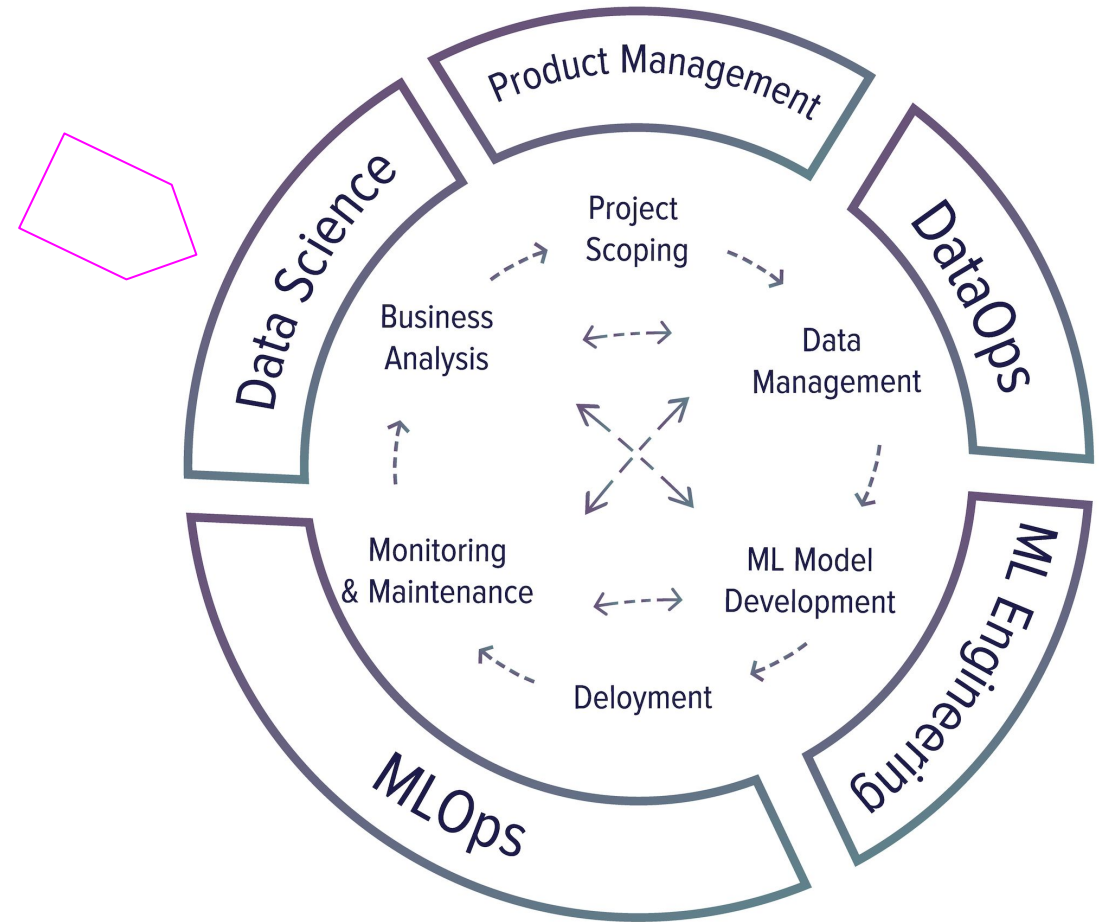 Product Management
Data Science
DataOps
Project
Scoping
Business
Analysis
Data
Management
Monitoring
& Maintenance
ML Model
Development
Deloyment
ML Engineering
MLOps